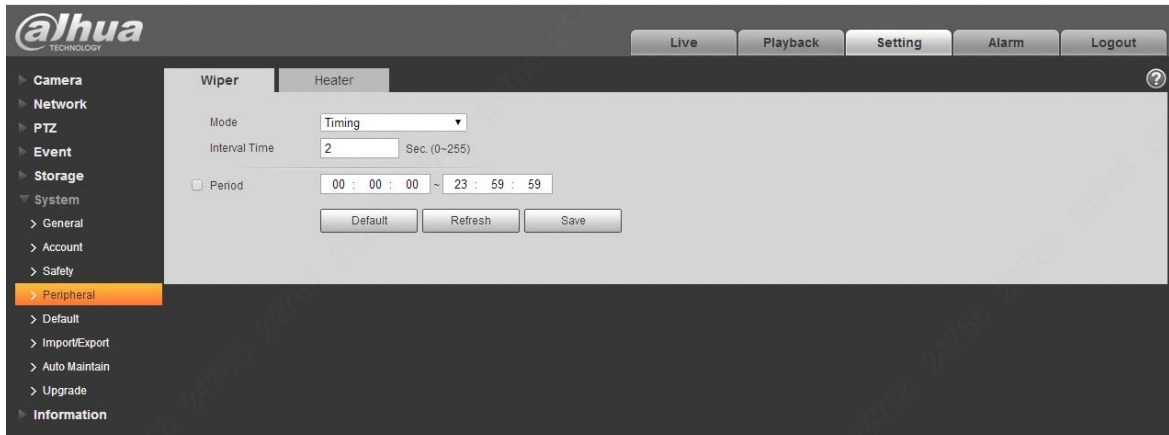 alhua
TECHNOLOGY
Live Playback Setting Alarm Logout
Camera
Network
PTZ
Event
Storage
System
> General
> Account
> Safety
> Peripheral
> Default
> Import/Export
> Auto Maintain
> Upgrade
Information
Wiper Heater
?
Mode Timing
Interval Time 2 Sec. (0~255)
Period 00 : 00 : 00 ~ 23 : 59 : 59
Default Refresh Save